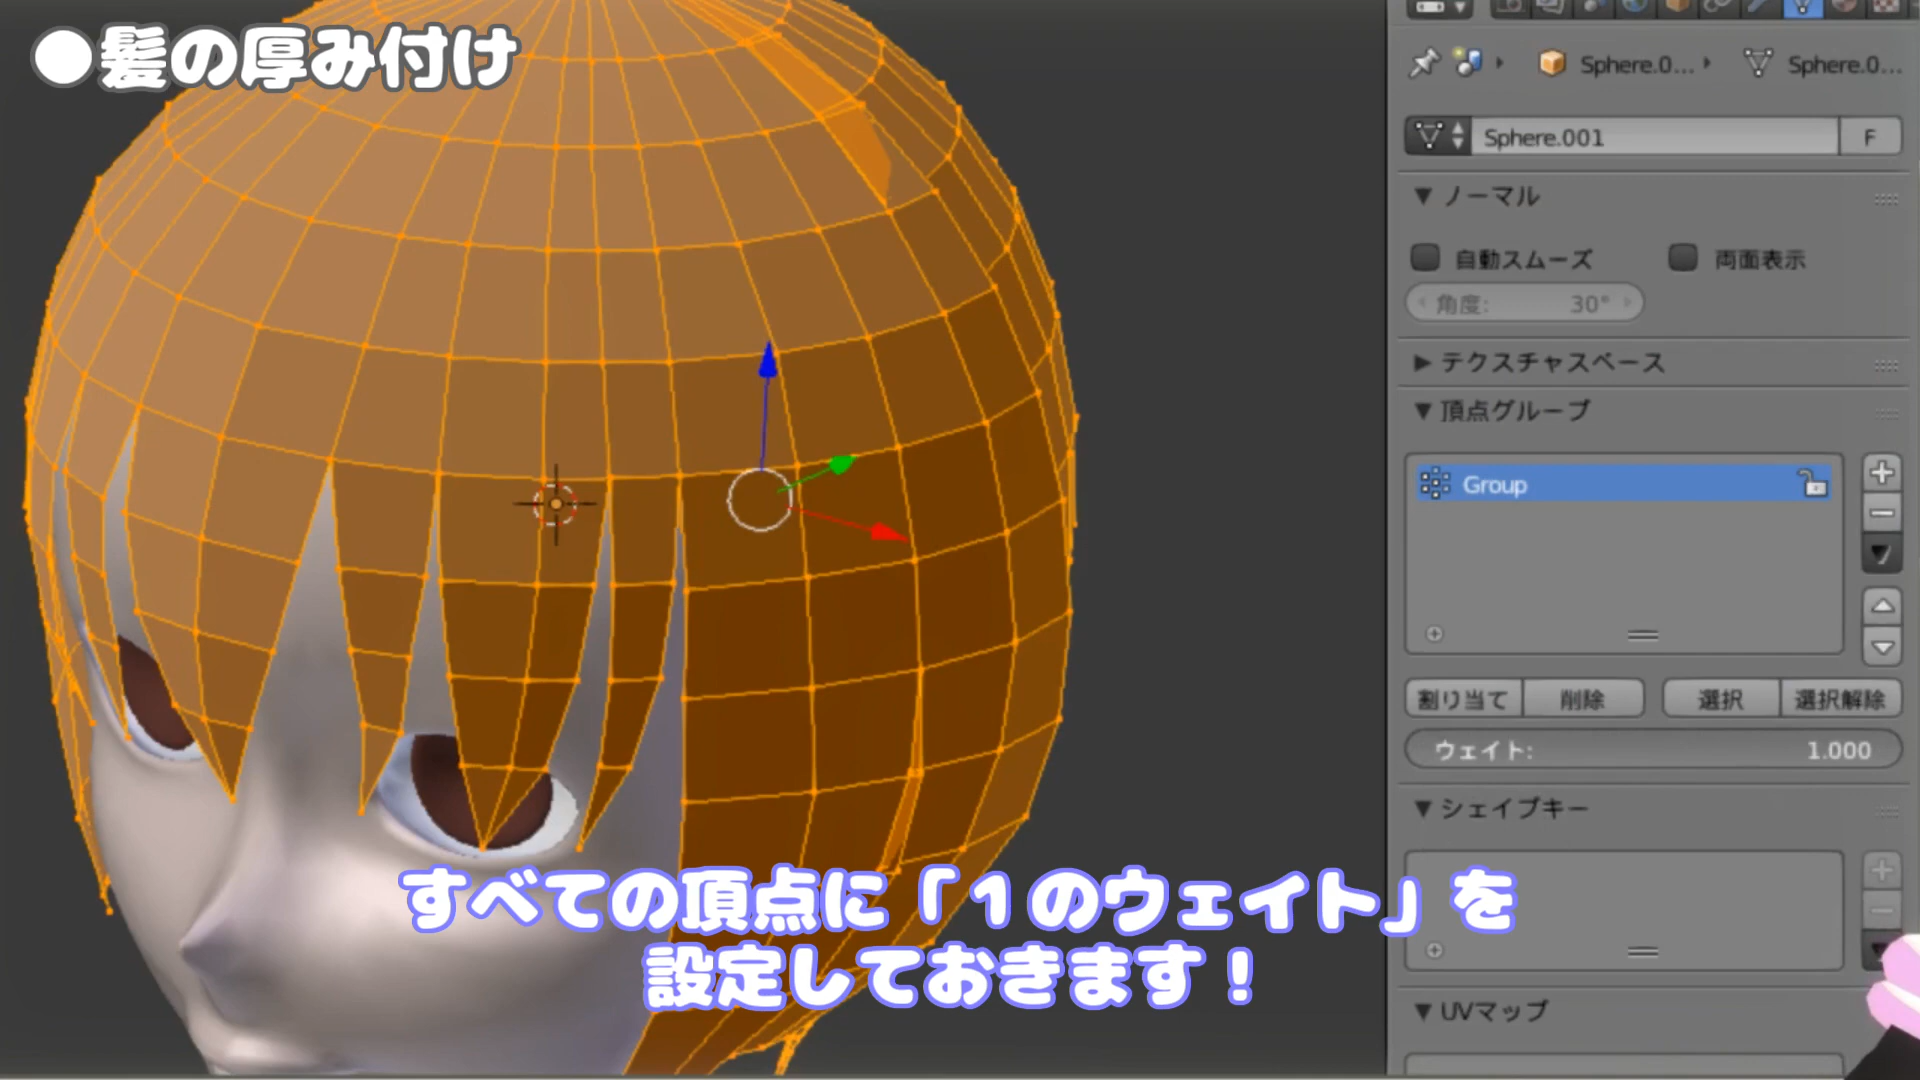 ●髪の厚み付け
Sphere.0...
Sphere.0...
Sphere.001
F
ノーマル
自動スムーズ
両面表示
角度: 30°
テクスチャスペース
頂点グループ
Group
割り当て
削除
選択
選択解除
ウェイト: 1.000
シェイプキー
すべての頂点に「１のウェイト」を
設定しておきます！
UVマップ